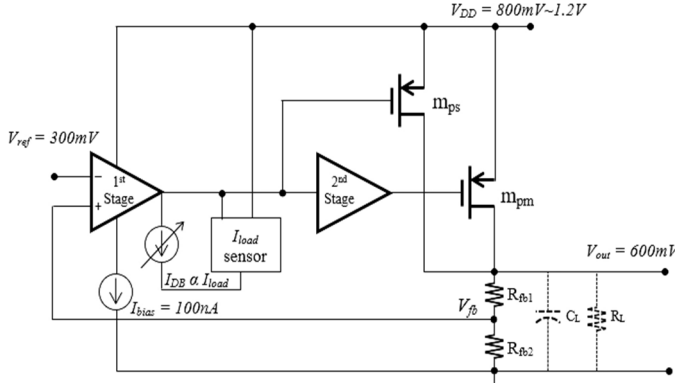 V_DD = 800mV~1.2V
m_ps
V_ref = 300mV
1st
Stage
−
+
2nd
Stage
m_pm
I_load
sensor
V_out = 600mV
I_DB α I_load
I_bias = 100nA
V_fb
R_fb1
C_L
R_L
R_fb2